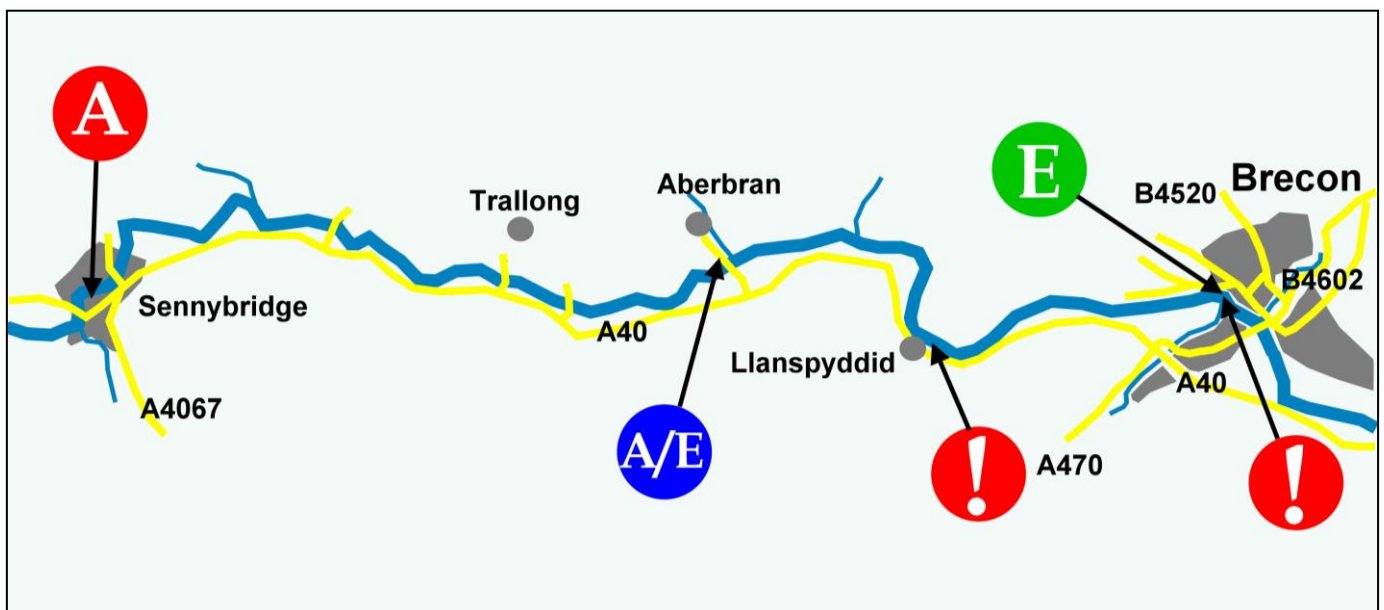 A
Trallong
Aberbran
E
B4520
Brecon
Sennybridge
B4602
A40
Llanspyddid
A40
A4067
A/E
!
A470
!